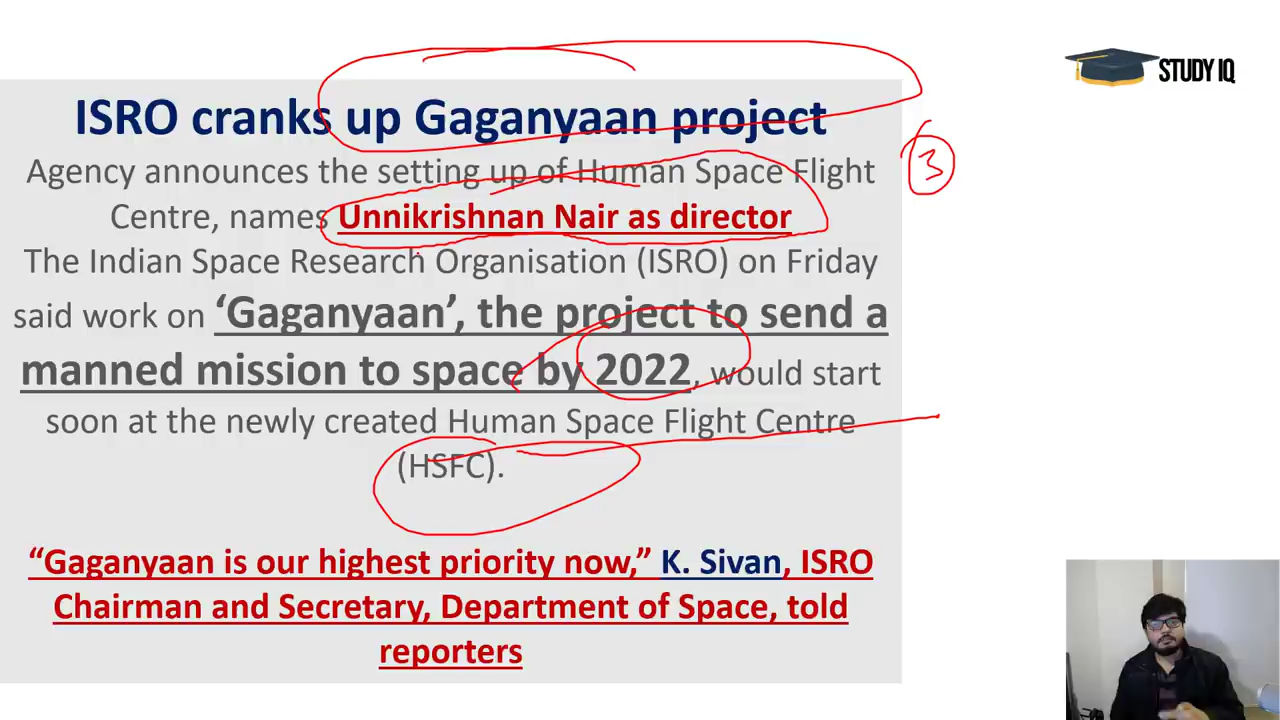 STUDY IQ
ISRO cranks up Gaganyaan project
Agency announces the setting up of Human Space Flight
Centre, names Unnikrishnan Nair as director
The Indian Space Research Organisation (ISRO) on Friday
said work on ‘Gaganyaan’, the project to send a
manned mission to space by 2022, would start
soon at the newly created Human Space Flight Centre
(HSFC).
“Gaganyaan is our highest priority now,” K. Sivan, ISRO
Chairman and Secretary, Department of Space, told
reporters
3